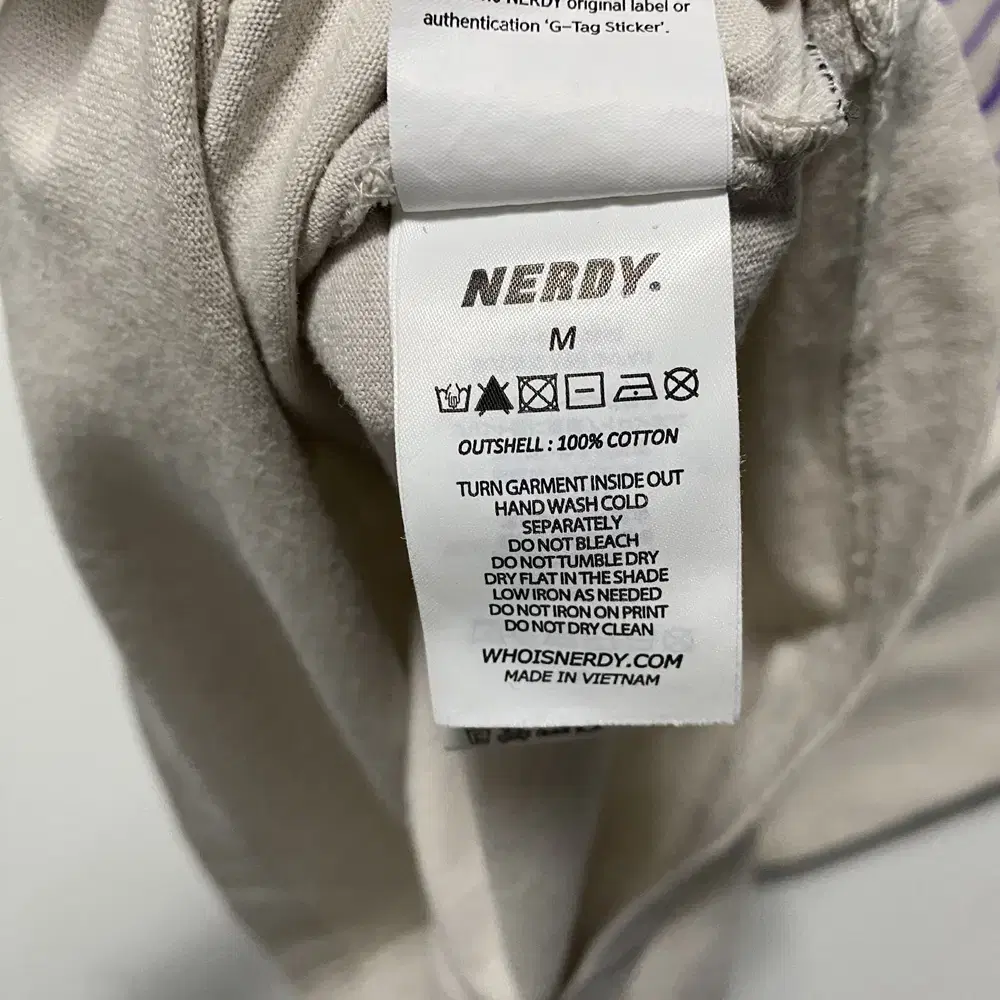 NERDY original label or
authentication 'G-Tag Sticker'.
NERDY.
M
OUTSHELL : 100% COTTON
TURN GARMENT INSIDE OUT
HAND WASH COLD
SEPARATELY
DO NOT BLEACH
DO NOT TUMBLE DRY
DRY FLAT IN THE SHADE
LOW IRON AS NEEDED
DO NOT IRON ON PRINT
DO NOT DRY CLEAN
WHOISNERDY.COM
MADE IN VIETNAM